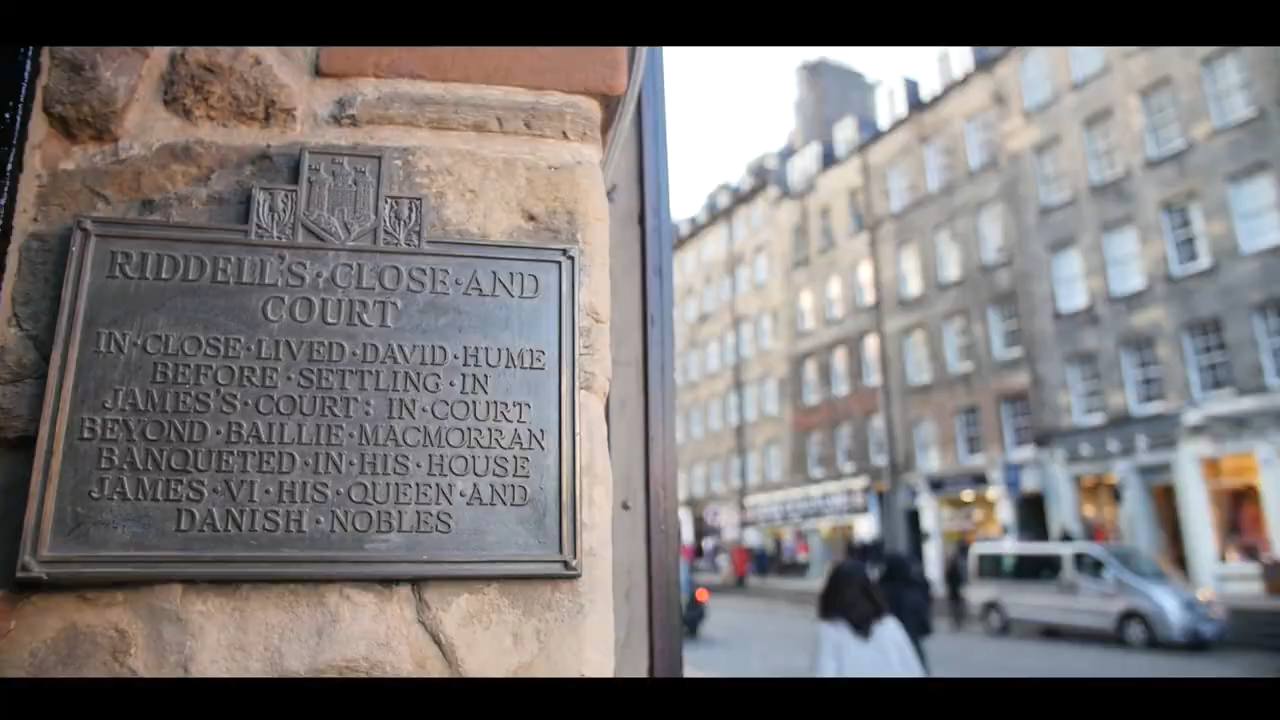 RIDDELL'S·CLOSE·AND
COURT
IN·CLOSE·LIVED·DAVID·HUME
BEFORE·SETTLING·IN
JAMES'S·COURT: IN·COURT
BEYOND·BAILLIE·MACMORRAN
BANQUETED·IN·HIS·HOUSE
JAMES·VI·HIS·QUEEN·AND
DANISH·NOBLES